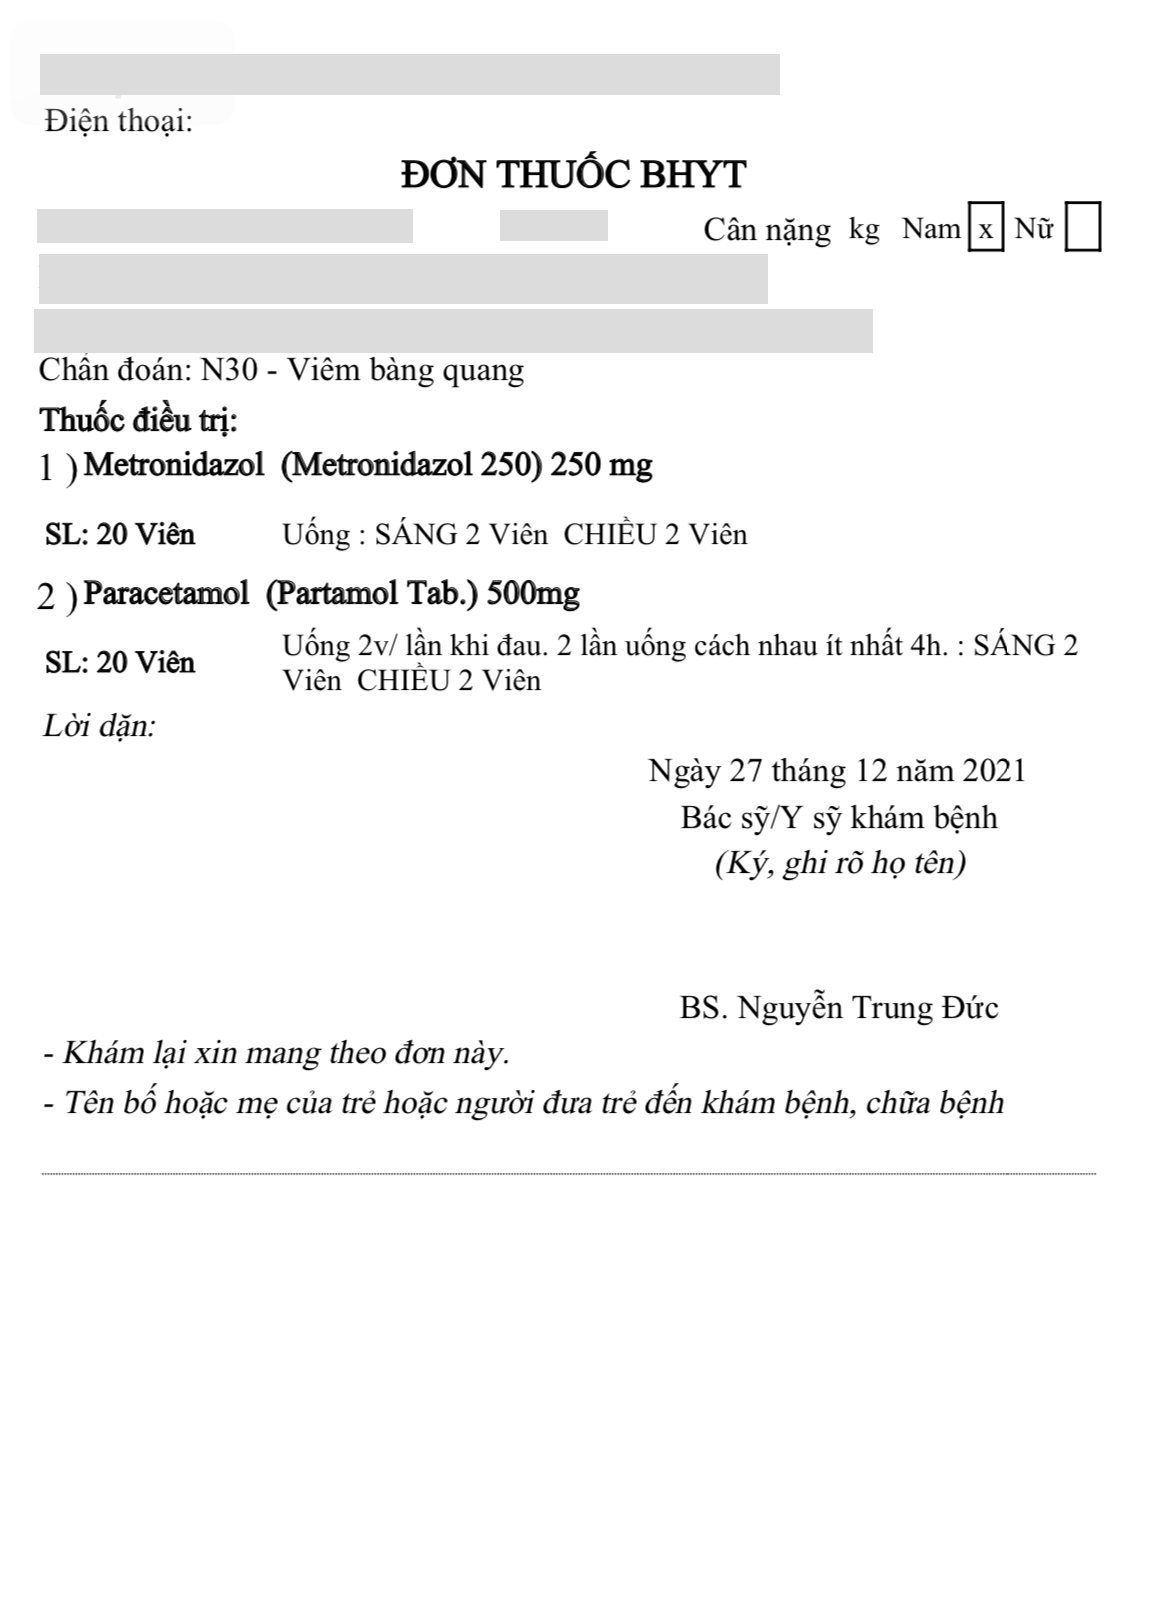 Điện thoại:
ĐƠN THUỐC BHYT
Cân nặng kg Nam x Nữ
Chẩn đoán: N30 - Viêm bàng quang
Thuốc điều trị:
1 ) Metronidazol (Metronidazol 250) 250 mg
SL: 20 Viên Uống : SÁNG 2 Viên CHIỀU 2 Viên
2 ) Paracetamol (Partamol Tab.) 500mg
SL: 20 Viên Uống 2v/ lần khi đau. 2 lần uống cách nhau ít nhất 4h. : SÁNG 2
Viên CHIỀU 2 Viên
Lời dặn:
Ngày 27 tháng 12 năm 2021
Bác sỹ/Y sỹ khám bệnh
(Ký, ghi rõ họ tên)
BS. Nguyễn Trung Đức
- Khám lại xin mang theo đơn này.
- Tên bố hoặc mẹ của trẻ hoặc người đưa trẻ đến khám bệnh, chữa bệnh